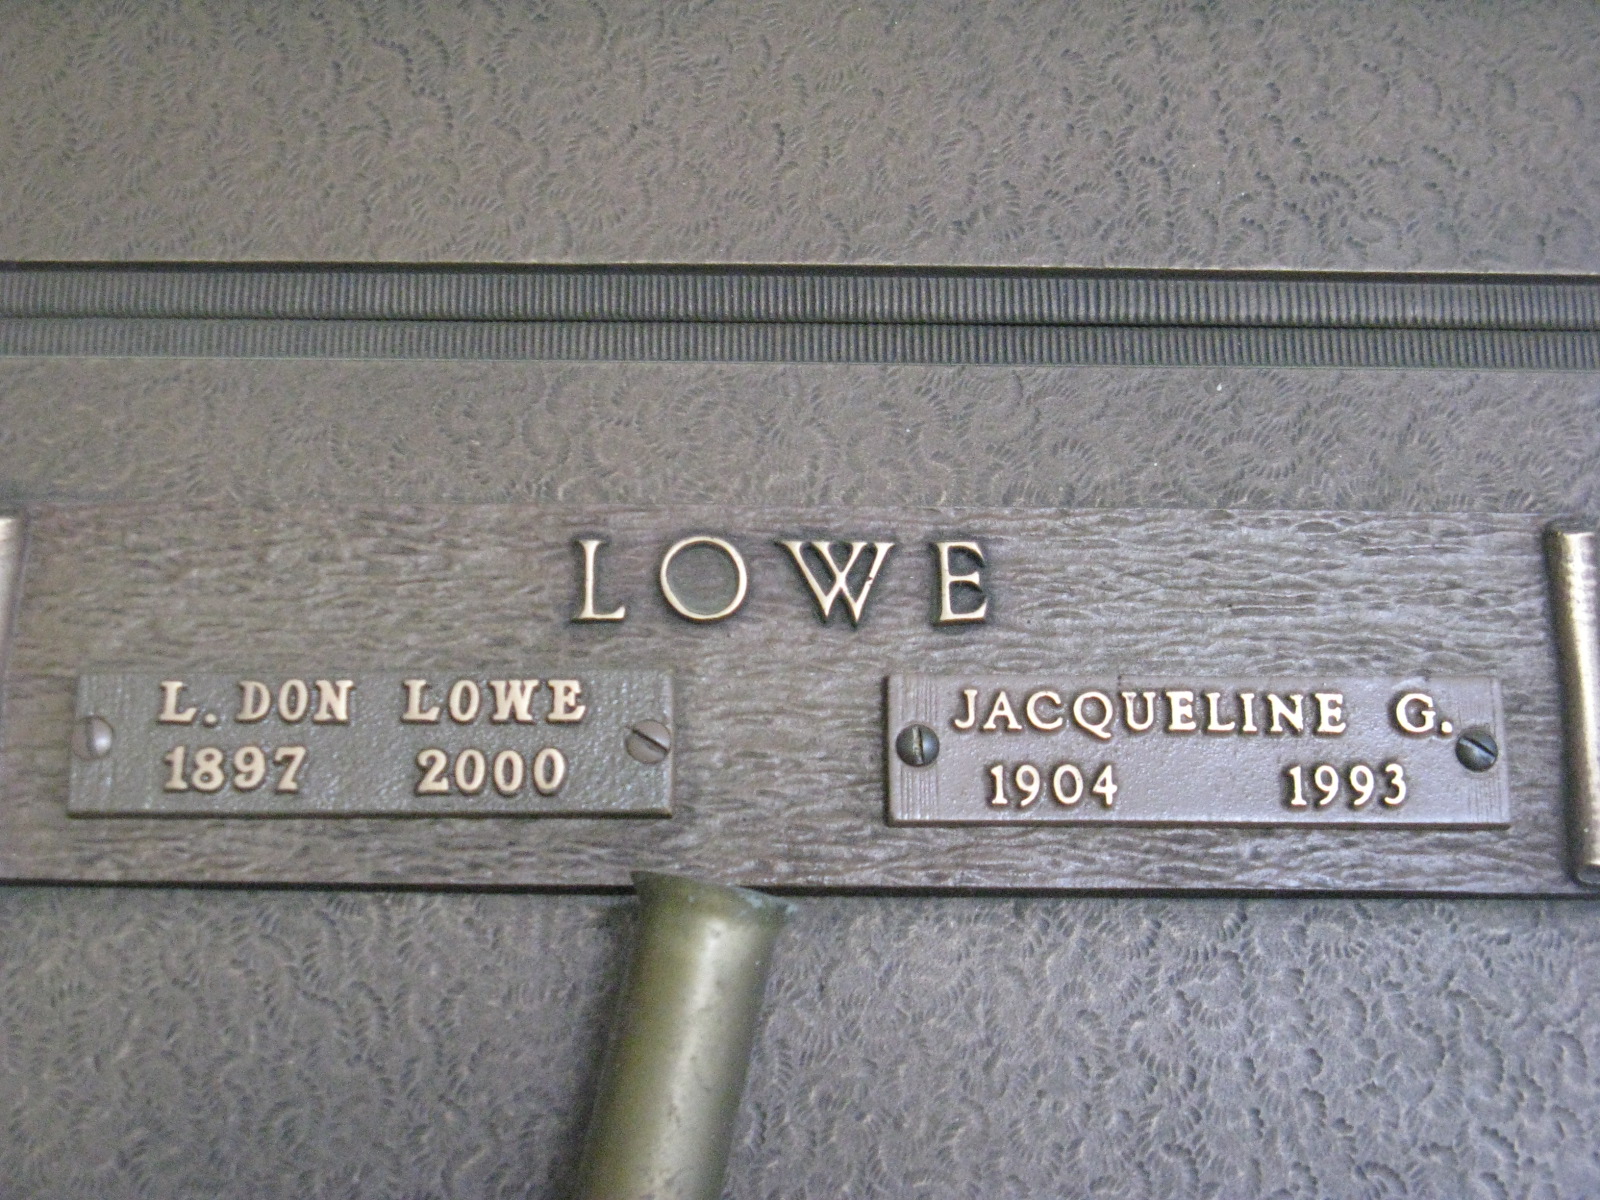 LOWE
L. DON LOWE
1897 2000
JACQUELINE G.
1904 1993